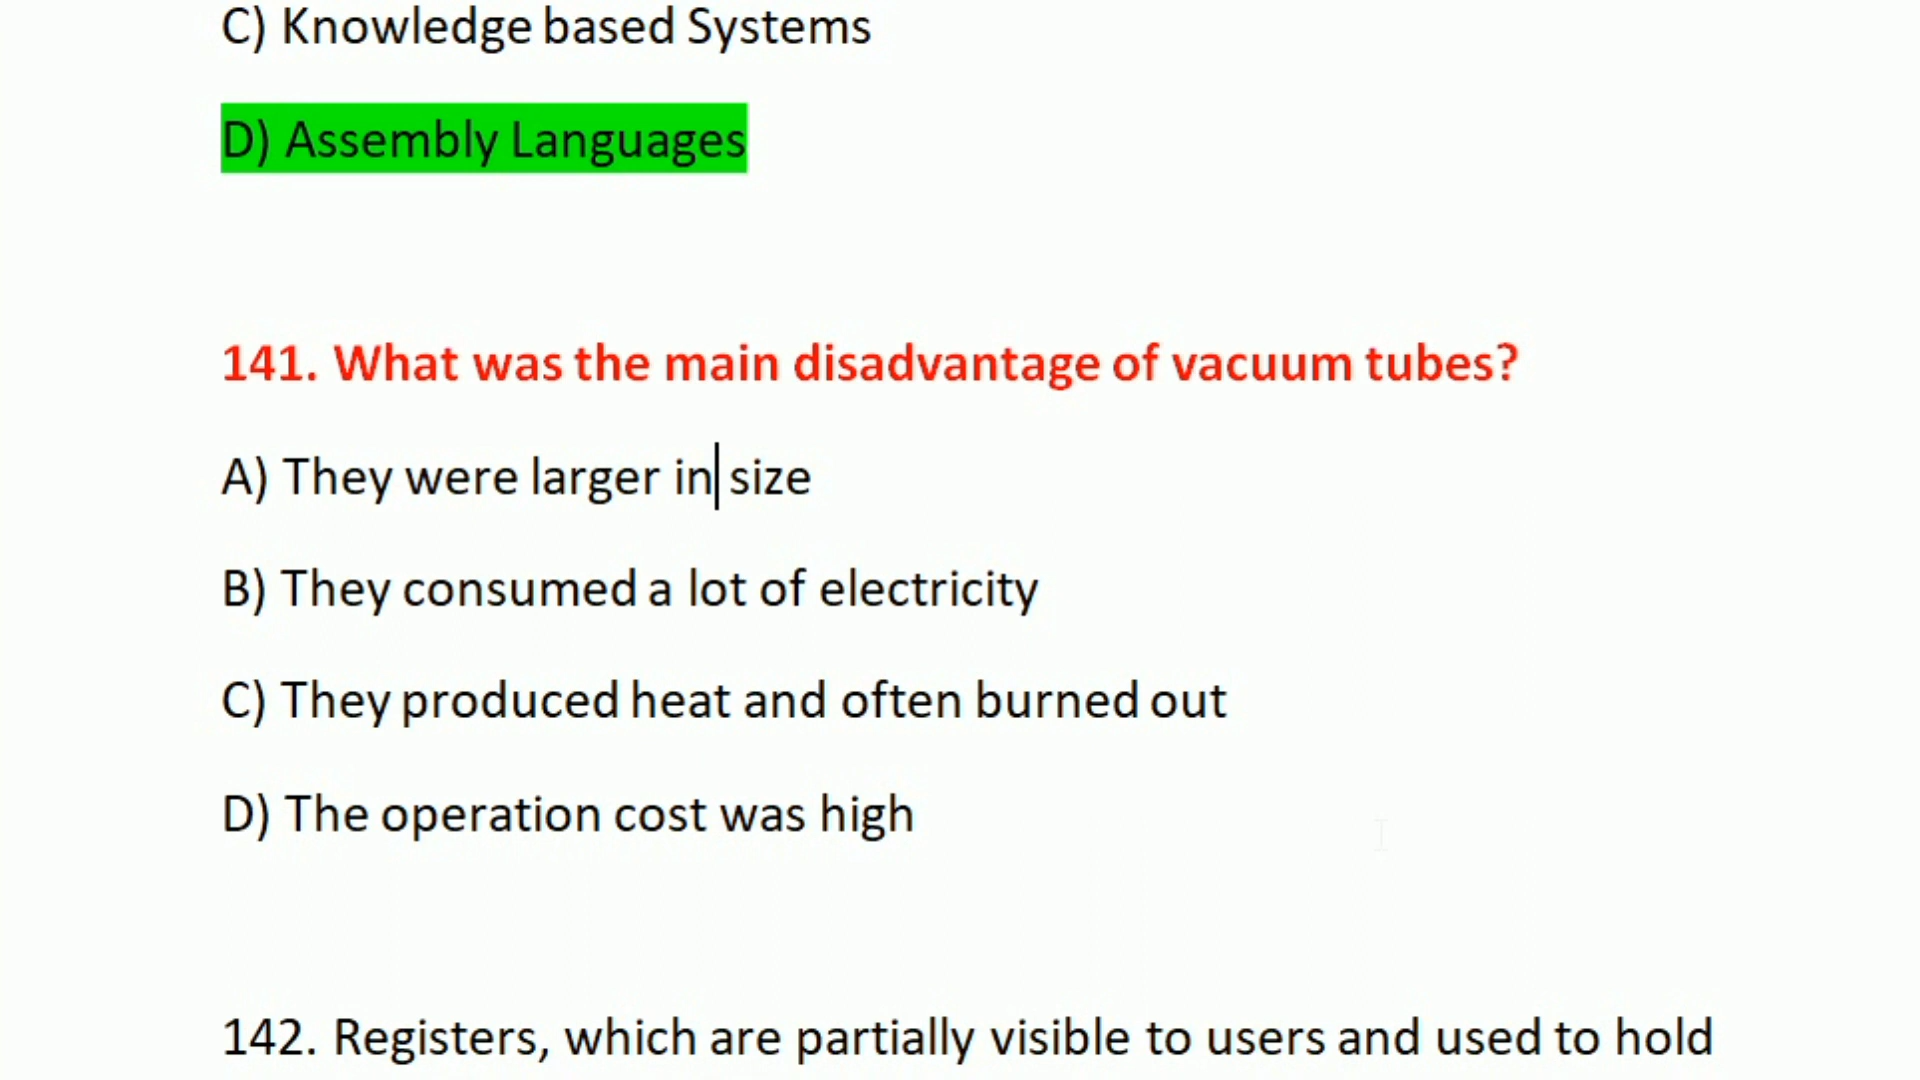 C) Knowledge based Systems
D) Assembly Languages
141. What was the main disadvantage of vacuum tubes?
A) They were larger in size
B) They consumed a lot of electricity
C) They produced heat and often burned out
D) The operation cost was high
142. Registers, which are partially visible to users and used to hold